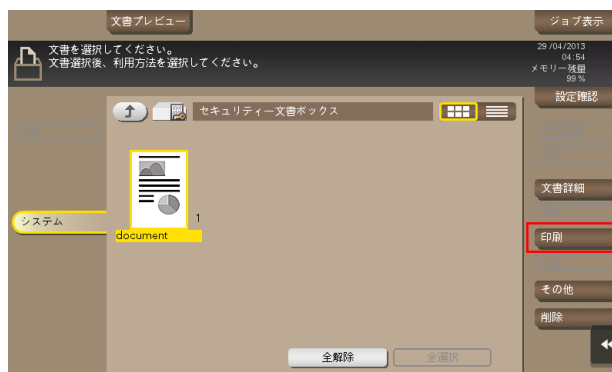 文書プレビュー
ジョブ表示
文書を選択してください。
文書選択後、利用方法を選択してください。
29 /04/2013
04:54
メモリー残量
99 %
設定確認
セキュリティー文書ボックス
文書詳細
システム
1
document
印刷
その他
削除
全解除
全選択